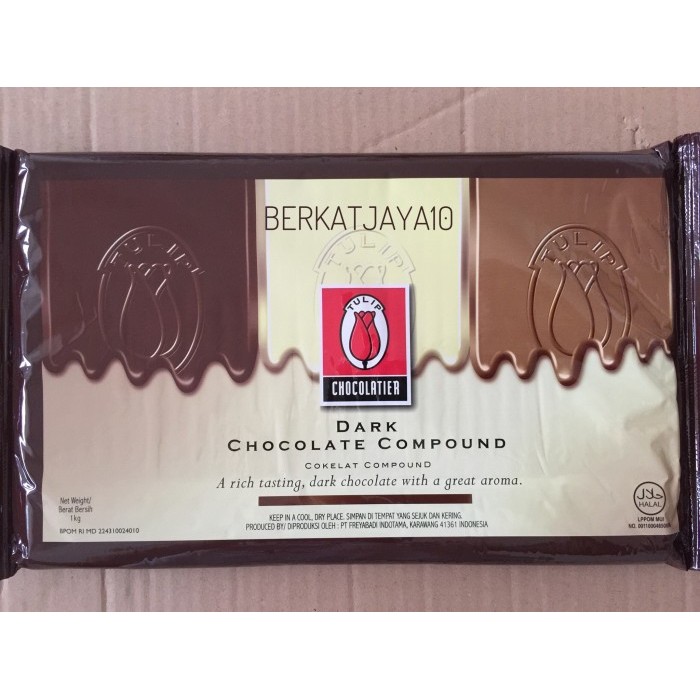 BERKATJAYA10
TULIP
TULIP
TULIP
TULIP
CHOCOLATIER
DARK
CHOCOLATE COMPOUND
COKELAT COMPOUND
A rich tasting, dark chocolate with a great aroma.
Net Weight/
Berat Bersih
1kg
BPOM RI MD 224310024010
KEEP IN A COOL, DRY PLACE. SIMPAN DI TEMPAT YANG SEJUK DAN KERING.
PRODUCED BY/ DIPRODUKSI OLEH : PT FREYABADI INDOTAMA, KARAWANG 41361 INDONESIA
حلال
HALAL
LPPOM MUI
NO.